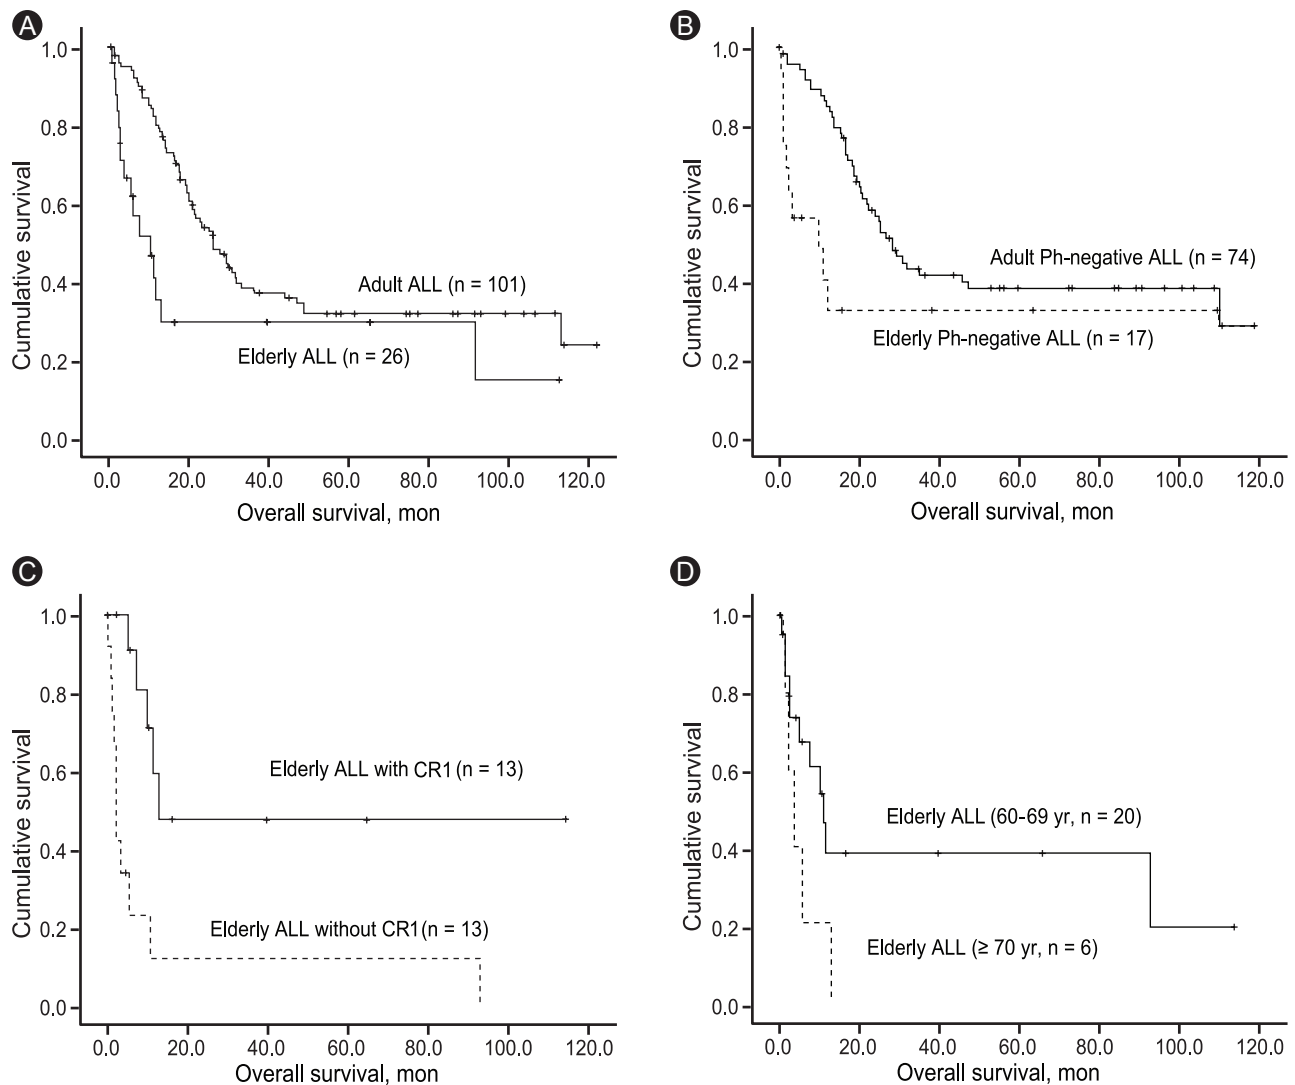 A
Cumulative survival
1.0
0.8
0.6
0.4
0.2
0.0
Adult ALL (n = 101)
Elderly ALL (n = 26)
0.0 20.0 40.0 60.0 80.0 100.0 120.0
Overall survival, mon
B
Cumulative survival
1.0
0.8
0.6
0.4
0.2
0.0
Adult Ph-negative ALL (n = 74)
Elderly Ph-negative ALL (n = 17)
0.0 20.0 40.0 60.0 80.0 100.0 120.0
Overall survival, mon
C
Cumulative survival
1.0
0.8
0.6
0.4
0.2
0.0
Elderly ALL with CR1 (n = 13)
Elderly ALL without CR1 (n = 13)
0.0 20.0 40.0 60.0 80.0 100.0 120.0
Overall survival, mon
D
Cumulative survival
1.0
0.8
0.6
0.4
0.2
0.0
Elderly ALL (60-69 yr, n = 20)
Elderly ALL (≥ 70 yr, n = 6)
0.0 20.0 40.0 60.0 80.0 100.0 120.0
Overall survival, mon